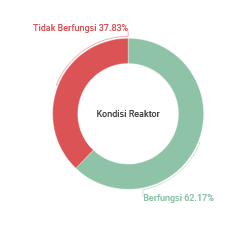 Tidak Berfungsi 37.83%
Kondisi Reaktor
Berfungsi 62.17%